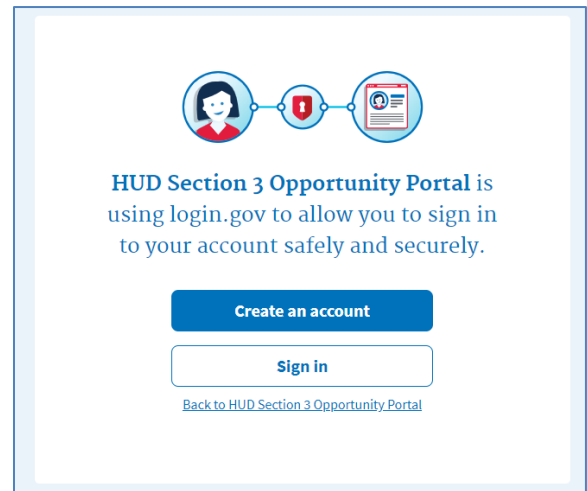 HUD Section 3 Opportunity Portal is
using login.gov to allow you to sign in
to your account safely and securely.
Create an account
Sign in
Back to HUD Section 3 Opportunity Portal